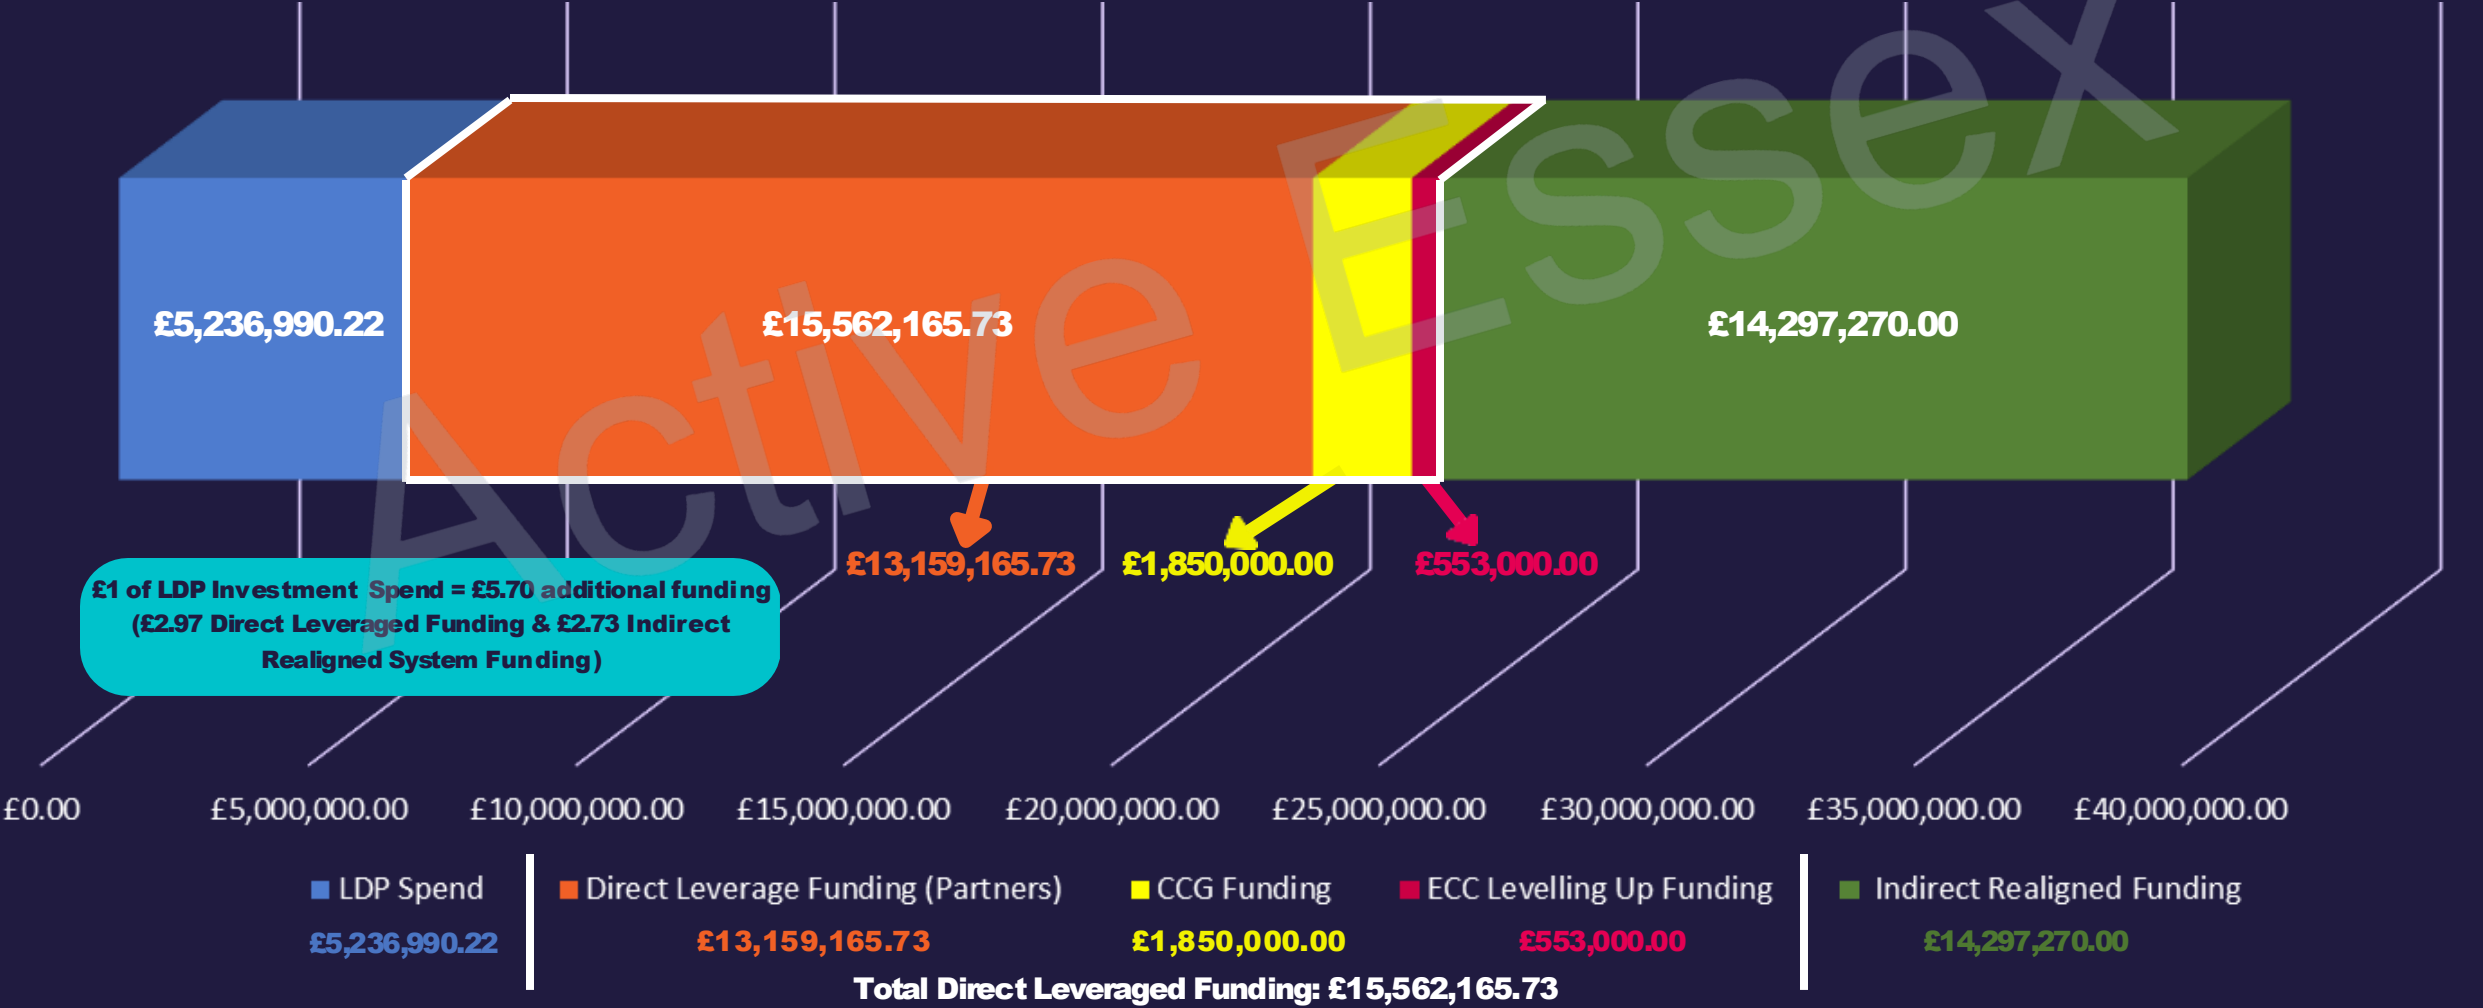 £5,236,990.22
£15,562,165.73
£14,297,270.00
£13,159,165.73
£1,850,000.00
£553,000.00
£1 of LDP Investment Spend = £5.70 additional funding
(£2.97 Direct Leveraged Funding & £2.73 Indirect
Realigned System Funding)
Active Essex
£0.00 £5,000,000.00 £10,000,000.00 £15,000,000.00 £20,000,000.00 £25,000,000.00 £30,000,000.00 £35,000,000.00 £40,000,000.00
LDP Spend Direct Leverage Funding (Partners) CCG Funding ECC Levelling Up Funding Indirect Realigned Funding
£5,236,990.22 £13,159,165.73 £1,850,000.00 £553,000.00 £14,297,270.00
Total Direct Leveraged Funding: £15,562,165.73